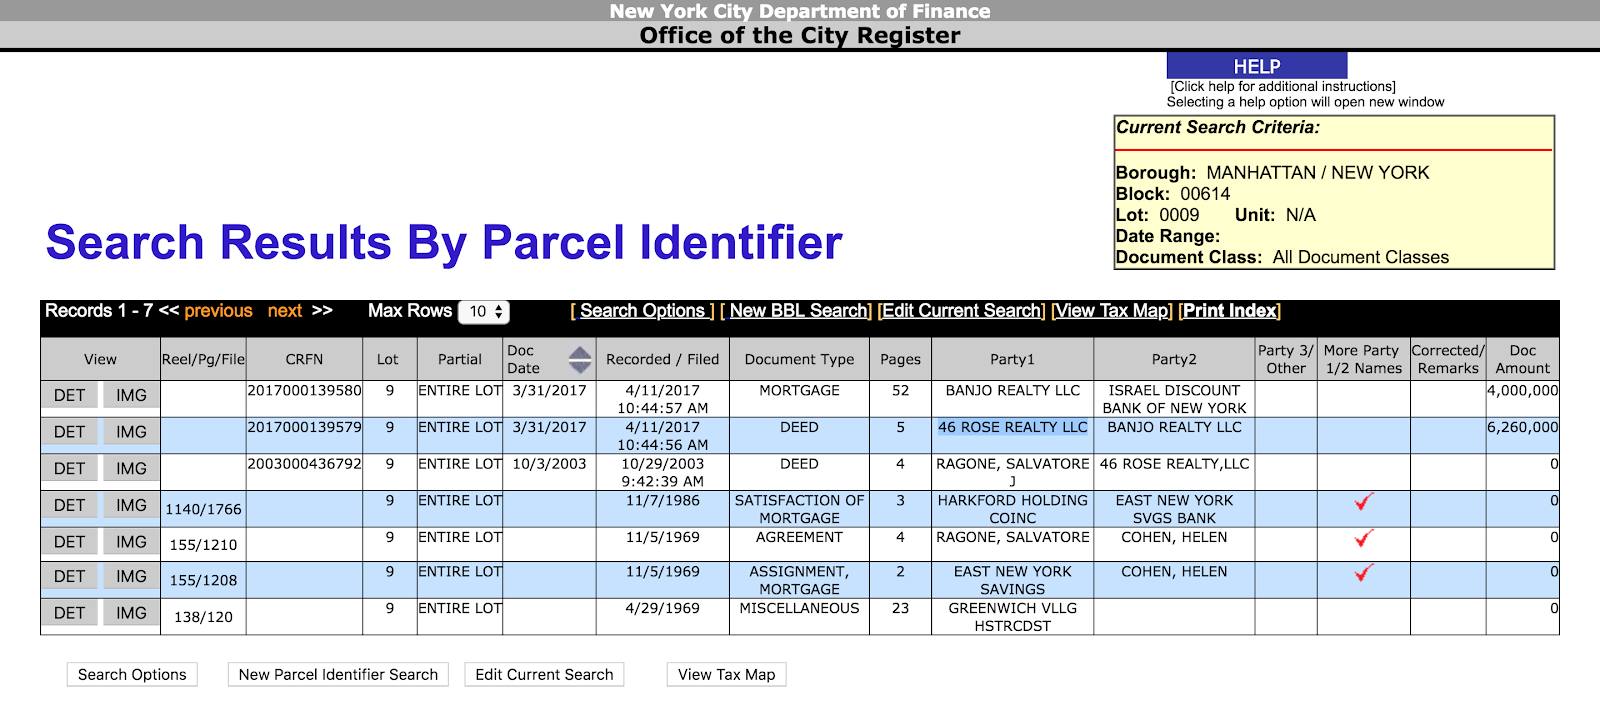 New York City Department of Finance
Office of the City Register
HELP
[Click help for additional instructions]
Selecting a help option will open new window
Current Search Criteria:
Borough: MANHATTAN / NEW YORK
Block: 00614
Lot: 0009 Unit: N/A
Date Range:
Document Class: All Document Classes
Search Results By Parcel Identifier
Records 1 - 7 << previous next >> Max Rows 10 [ Search Options ] [ New BBL Search] [Edit Current Search] [View Tax Map] [Print Index]
View Reel/Pg/File CRFN Lot Partial Doc Date Recorded / Filed Document Type Pages Party1 Party2 Party 3/ Other More Party 1/2 Names Corrected/ Remarks Doc Amount
DET IMG 2017000139580 9 ENTIRE LOT 3/31/2017 4/11/2017 10:44:57 AM MORTGAGE 52 BANJO REALTY LLC ISRAEL DISCOUNT BANK OF NEW YORK 4,000,000
DET IMG 2017000139579 9 ENTIRE LOT 3/31/2017 4/11/2017 10:44:56 AM DEED 5 46 ROSE REALTY LLC BANJO REALTY LLC 6,260,000
DET IMG 2003000436792 9 ENTIRE LOT 10/3/2003 10/29/2003 9:42:39 AM DEED 4 RAGONE, SALVATORE J 46 ROSE REALTY,LLC 0
DET IMG 1140/1766 9 ENTIRE LOT 11/7/1986 SATISFACTION OF MORTGAGE 3 HARKFORD HOLDING COINC EAST NEW YORK SVGS BANK 0
DET IMG 155/1210 9 ENTIRE LOT 11/5/1969 AGREEMENT 4 RAGONE, SALVATORE COHEN, HELEN 0
DET IMG 155/1208 9 ENTIRE LOT 11/5/1969 ASSIGNMENT, MORTGAGE 2 EAST NEW YORK SAVINGS COHEN, HELEN 0
DET IMG 138/120 9 ENTIRE LOT 4/29/1969 MISCELLANEOUS 23 GREENWICH VLLG HSTRCDST 0
Search Options New Parcel Identifier Search Edit Current Search View Tax Map